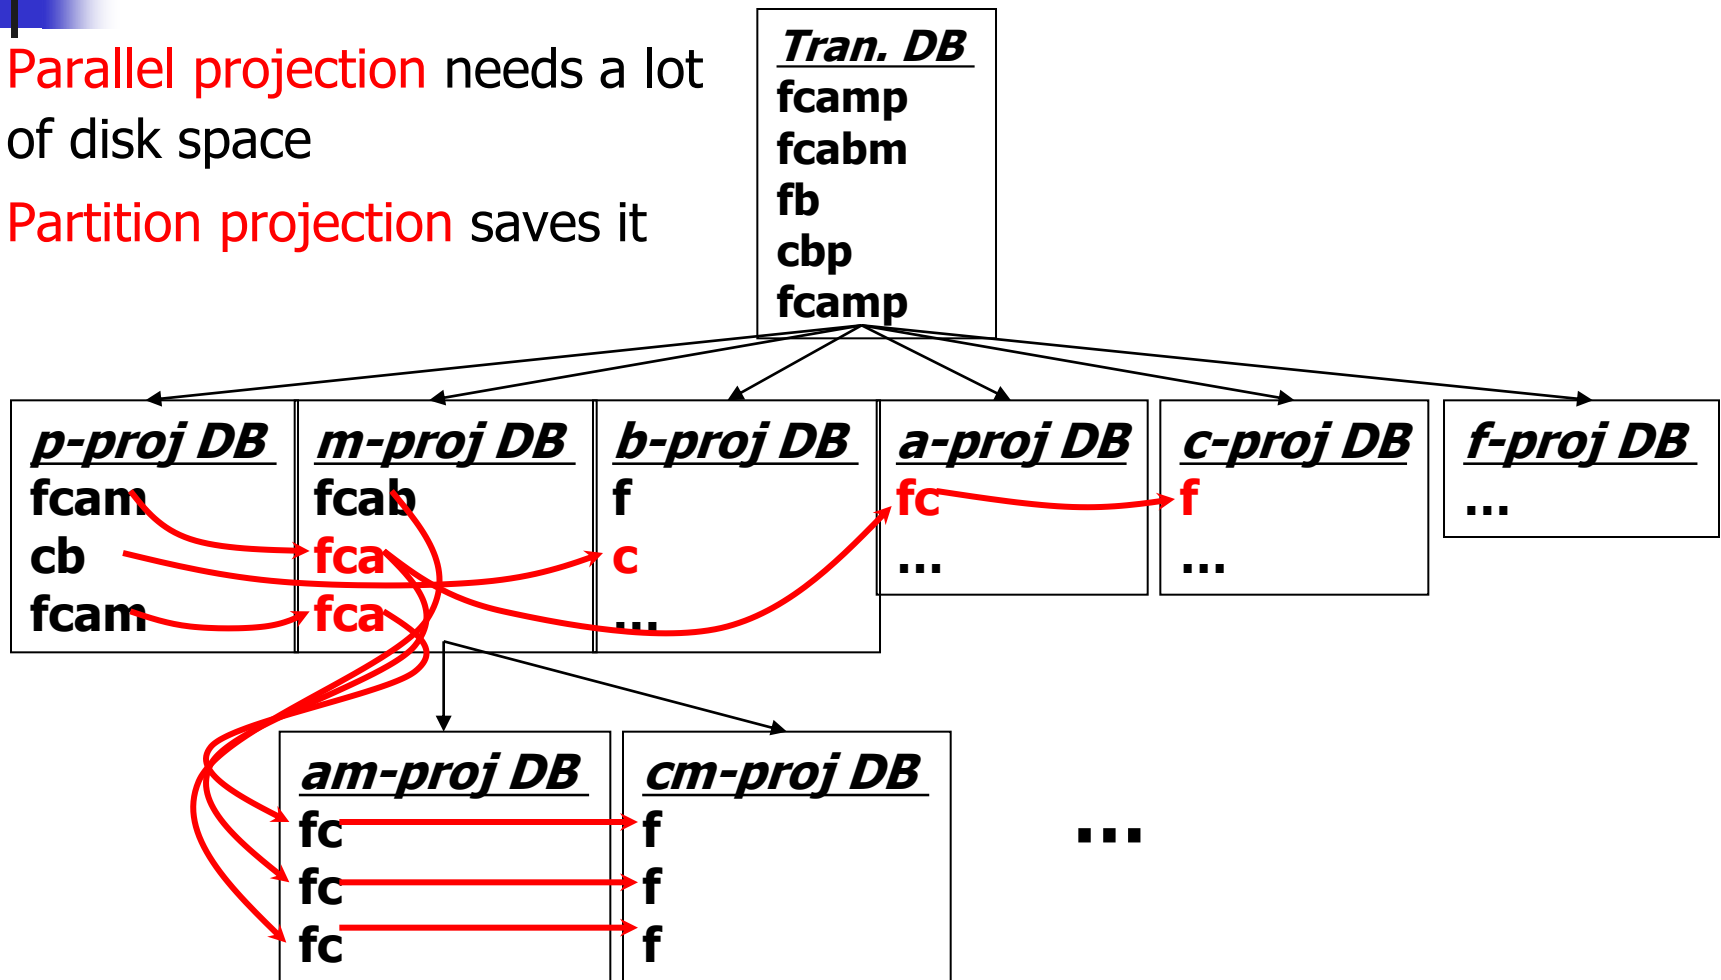 Parallel projection needs a lot
of disk space
Partition projection saves it
Tran. DB
fcamp
fcabm
fb
cbp
fcamp
p-proj DB
fcam
cb
fcam
m-proj DB
fcab
fca
fca
b-proj DB
f
c
...
a-proj DB
fc
...
c-proj DB
f
...
f-proj DB
...
am-proj DB
fc
fc
fc
cm-proj DB
f
f
f
...